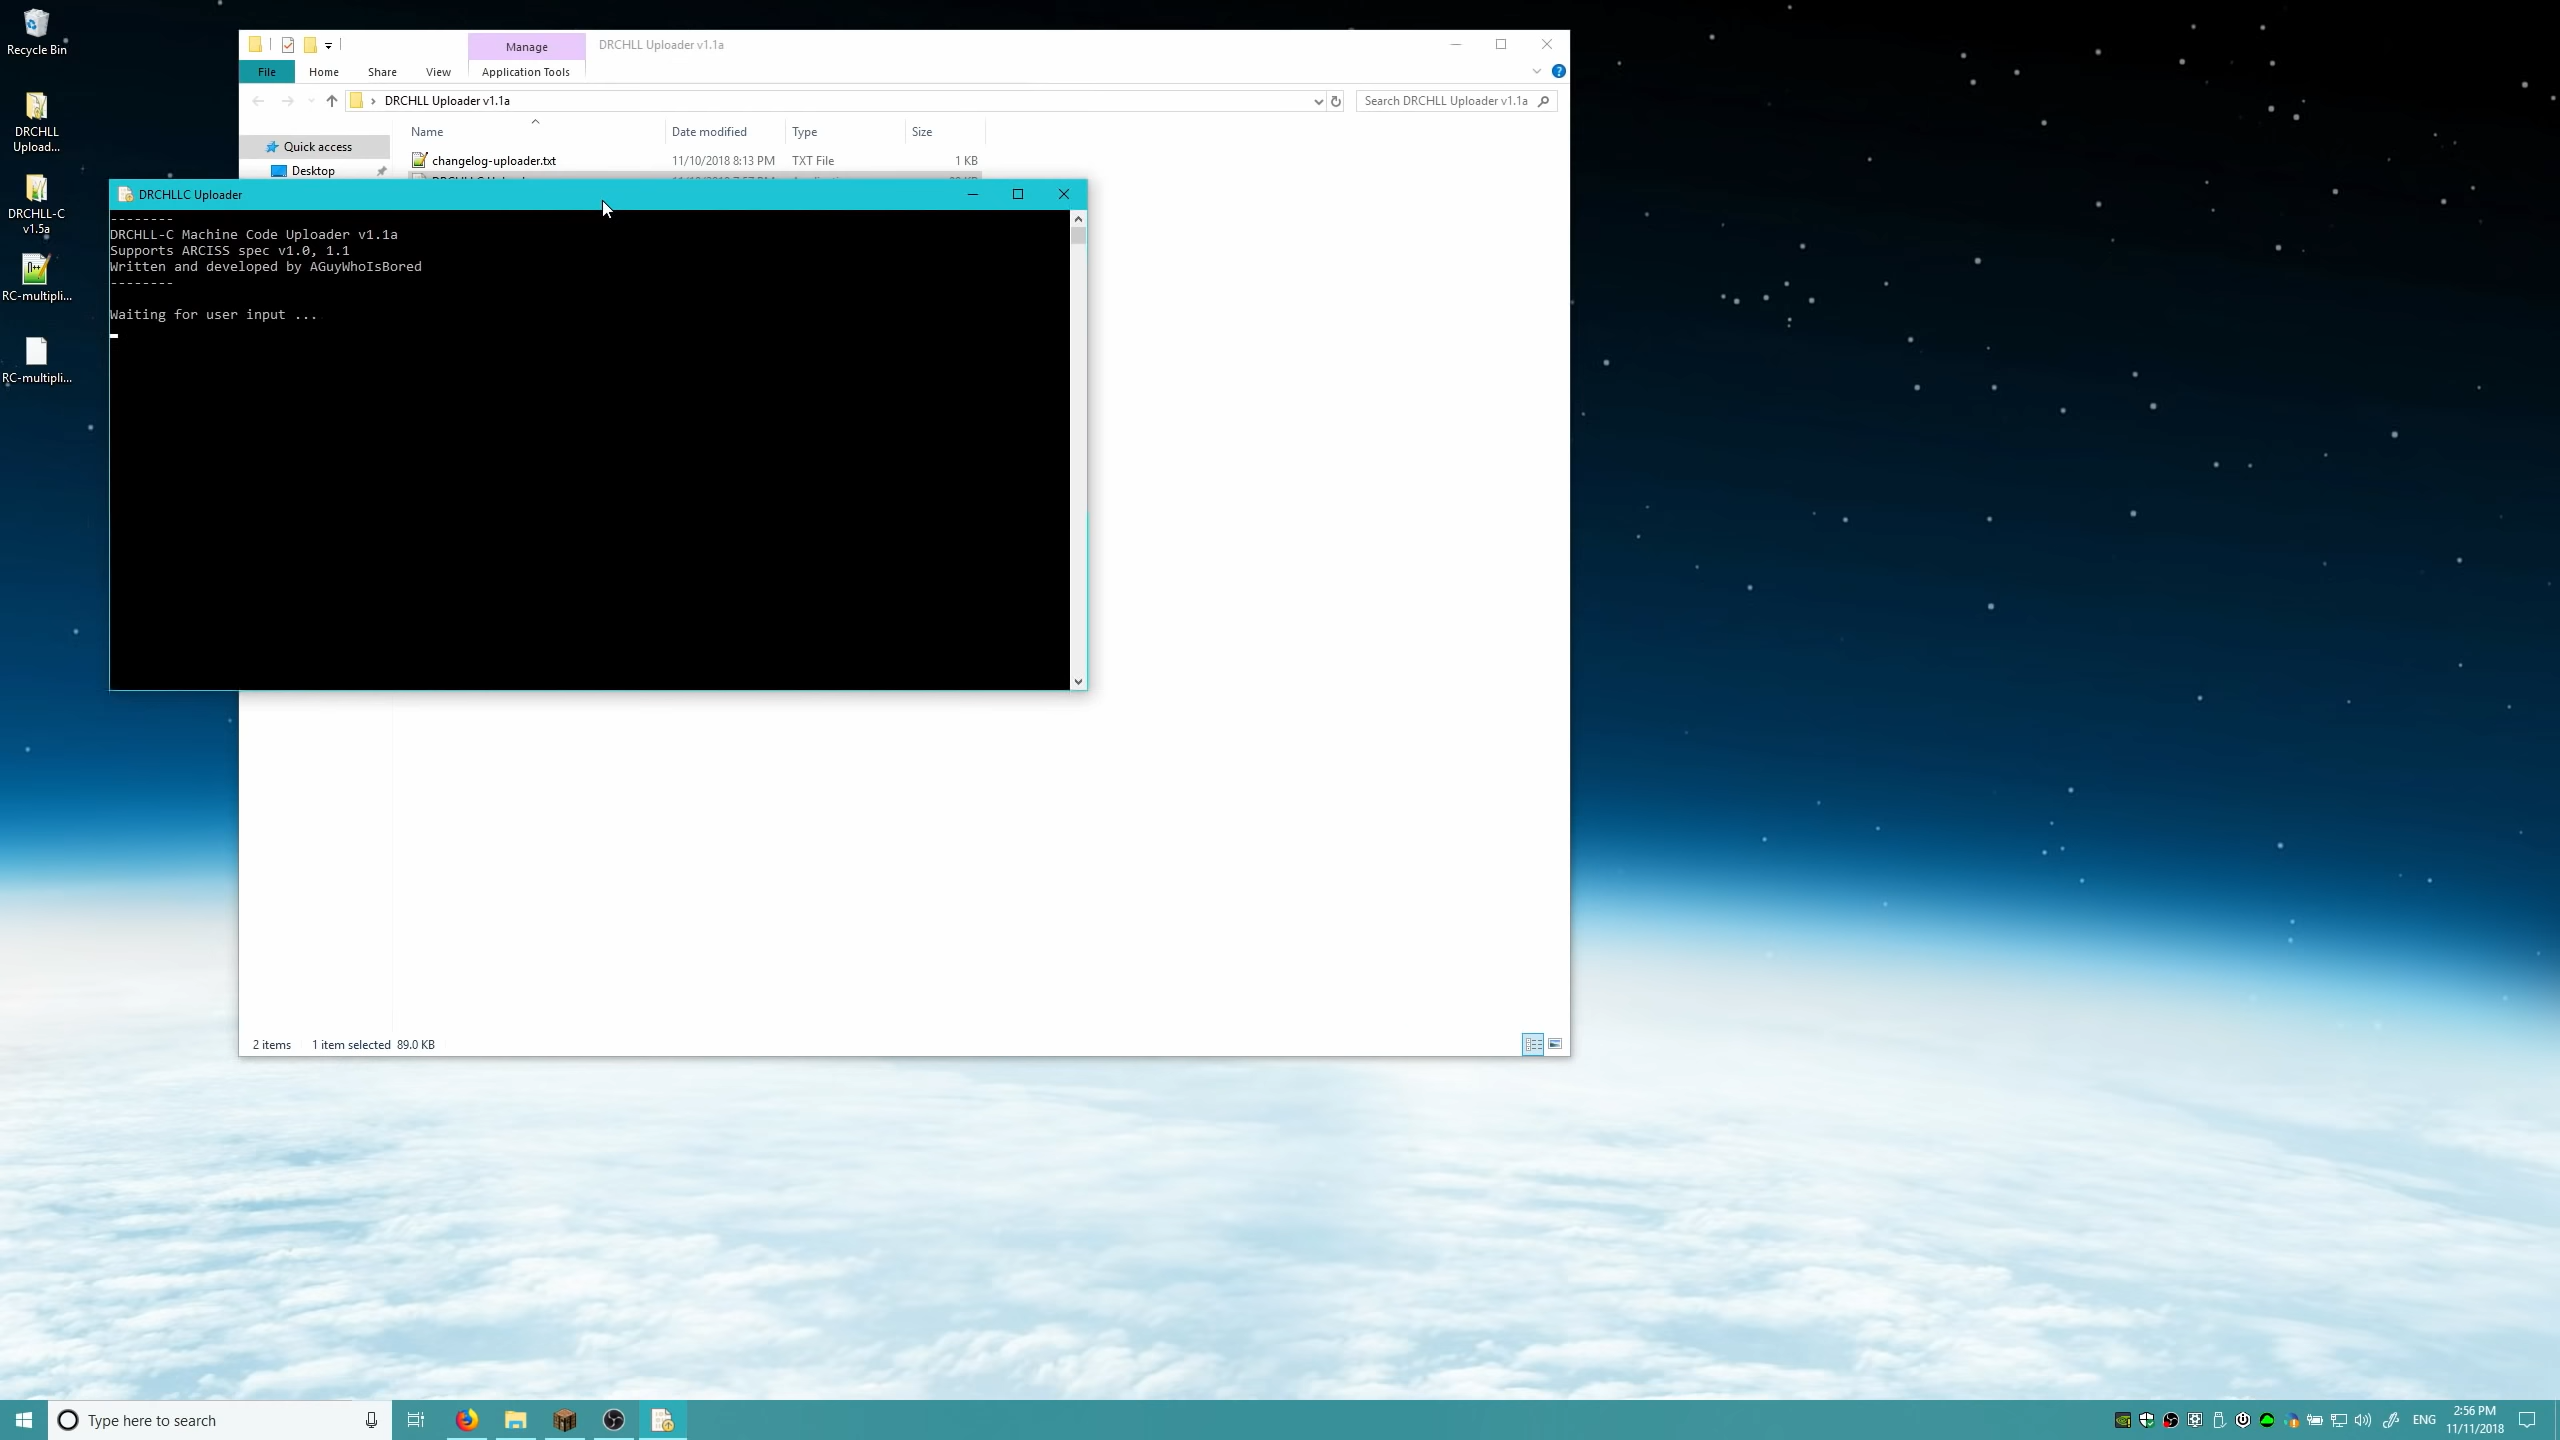 Recycle Bin
DRCHLL
Upload...
DRCHLL-C
v1.5a
RC-multipli...
RC-multipli...
Manage
DRCHLL Uploader v1.1a
File
Home
Share
View
Application Tools
DRCHLL Uploader v1.1a
Search DRCHLL Uploader v1.1a
Name
Date modified
Type
Size
Quick access
changelog-uploader.txt
11/10/2018 8:13 PM
TXT File
1 KB
Desktop
DRCHLLC Uploader
--------
DRCHLL-C Machine Code Uploader v1.1a
Supports ARCISS spec v1.0, 1.1
Written and developed by AGuyWhoIsBored
--------
Waiting for user input ...
2 items
1 item selected 89.0 KB
Type here to search
ENG
2:56 PM
11/11/2018